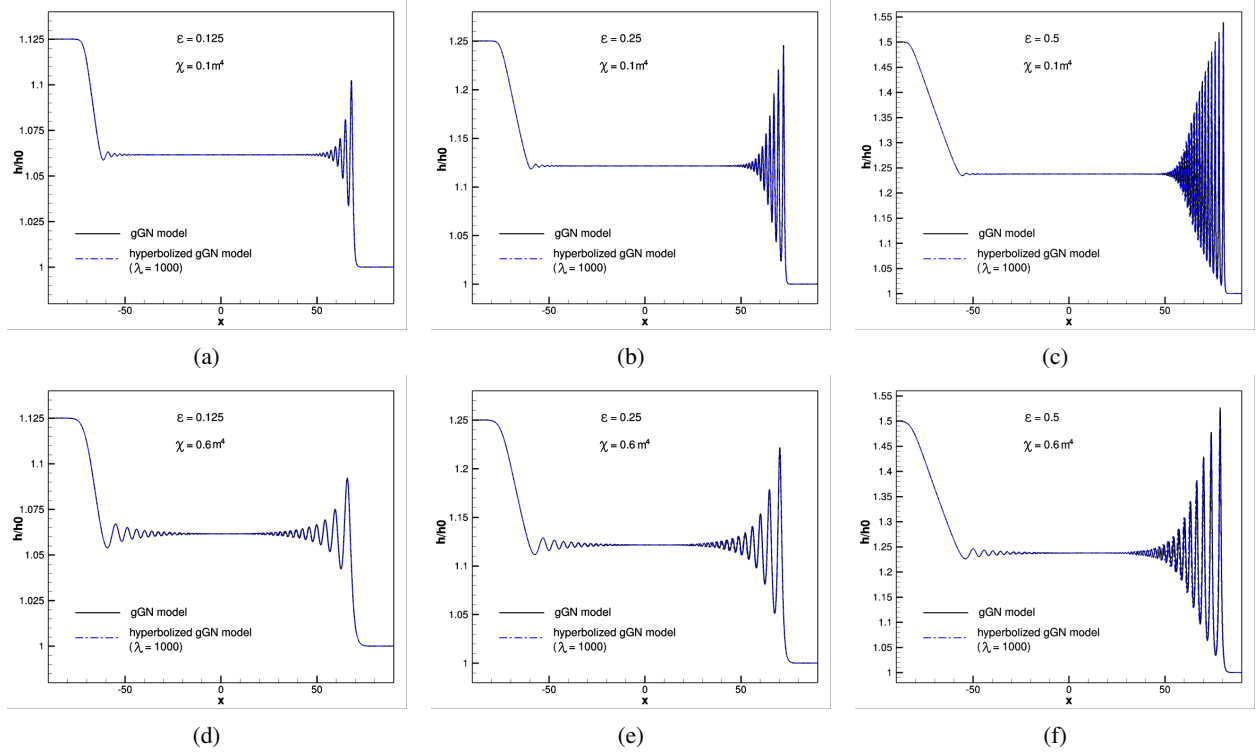 1.125
1.1
1.075
1.05
1.025
1
h/h0
ε = 0.125
χ = 0.1m⁴
gGN model
hyperbolized gGN model
(λ = 1000)
-50
0
50
x
(a)
1.25
1.2
1.15
1.1
1.05
1
h/h0
ε = 0.25
χ = 0.1m⁴
gGN model
hyperbolized gGN model
(λ = 1000)
-50
0
50
x
(b)
1.55
1.5
1.45
1.4
1.35
1.3
1.25
1.2
1.15
1.1
1.05
1
h/h0
ε = 0.5
χ = 0.1m⁴
gGN model
hyperbolized gGN model
(λ = 1000)
-50
0
50
x
(c)
1.125
1.1
1.075
1.05
1.025
1
h/h0
ε = 0.125
χ = 0.6m⁴
gGN model
hyperbolized gGN model
(λ = 1000)
-50
0
50
x
(d)
1.25
1.2
1.15
1.1
1.05
1
h/h0
ε = 0.25
χ = 0.6m⁴
gGN model
hyperbolized gGN model
(λ = 1000)
-50
0
50
x
(e)
1.55
1.5
1.45
1.4
1.35
1.3
1.25
1.2
1.15
1.1
1.05
1
h/h0
ε = 0.5
χ = 0.6m⁴
gGN model
hyperbolized gGN model
(λ = 1000)
-50
0
50
x
(f)